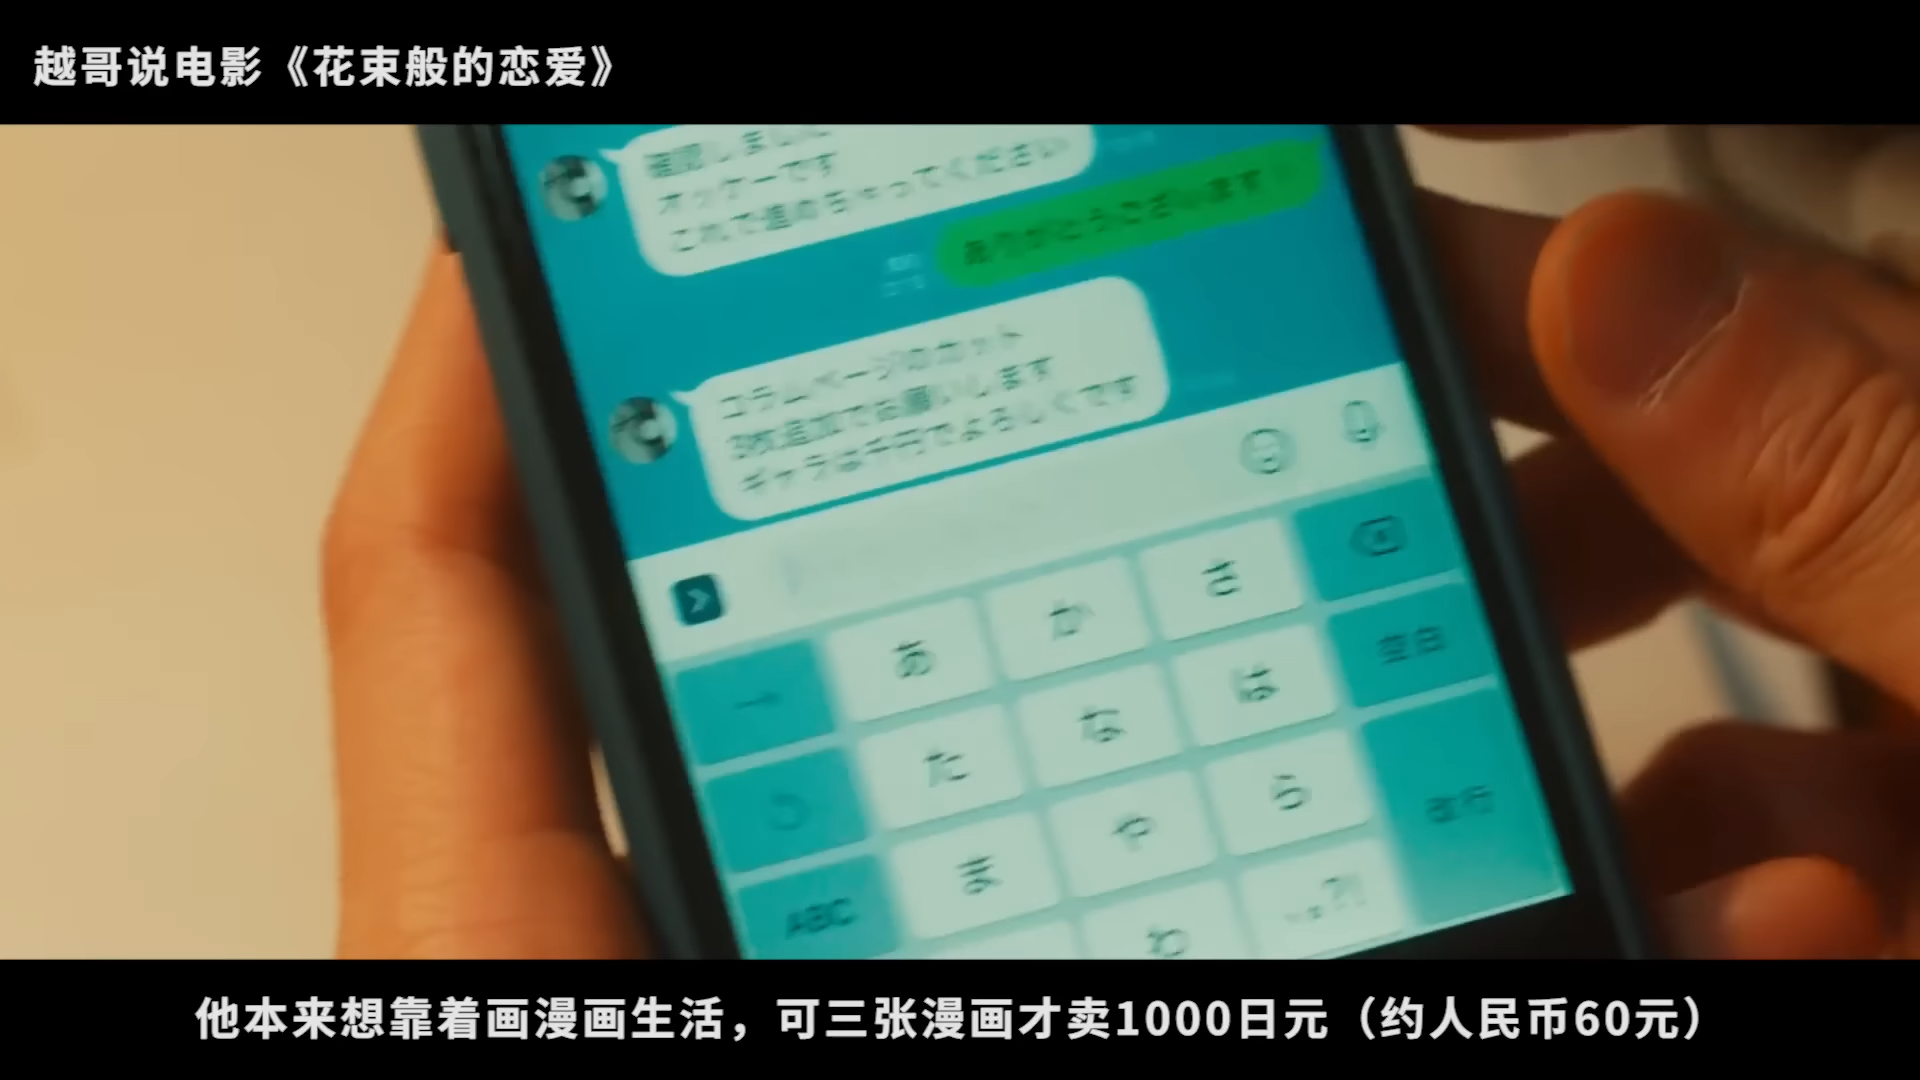 越哥说电影《花束般的恋爱》
確認しました
オッケーです
これで進めちゃってください
ありがとうございます！
コラムページのカット
3枚追加でお願いします
ギャラは千円でよろしくです
あ
か
さ
空白
た
な
は
ABC
ま
や
ら
改行
わ
、。?!
他本来想靠着画漫画生活，可三张漫画才卖1000日元（约人民币60元）